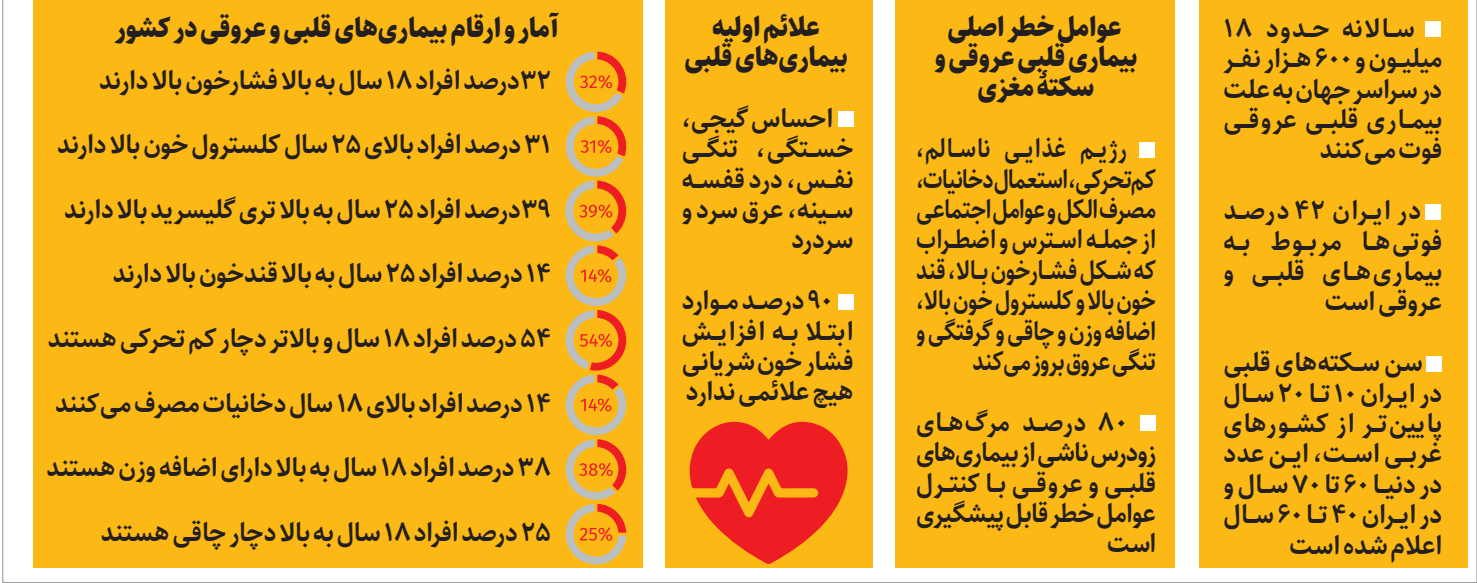 سالانه حدود ۱۸
میلیون و ۶۰۰ هزار نفر
در سراسر جهان به علت
بیماری قلبی عروقی
فوت می‌کنند
در ایران ۴۲ درصد
فوتی‌ها مربوط به
بیماری‌های قلبی و
عروقی است
سن سکته‌های قلبی
در ایران ۱۰ تا ۲۰ سال
پایین‌تر از کشورهای
غربی است، این عدد
در دنیا ۶۰ تا ۷۰ سال و
در ایران ۴۰ تا ۶۰ سال
اعلام شده است
عوامل خطر اصلی
بیماری قلبی عروقی و
سکتهٔ مغزی
رژیم غذایی ناسالم،
کم‌تحرکی، استعمال دخانیات،
مصرف الکل و عوامل اجتماعی
از جمله استرس و اضطراب
که شکل فشارخون بالا، قند
خون بالا و کلسترول خون بالا،
اضافه وزن و چاقی و گرفتگی و
تنگی عروق بروز می‌کند
۸۰ درصد مرگ‌های
زودرس ناشی از بیماری‌های
قلبی و عروقی با کنترل
عوامل خطر قابل پیشگیری
است
علائم اولیه
بیماری‌های قلبی
احساس گیجی،
خستگی، تنگی
نفس، درد قفسه
سینه، عرق سرد و
سردرد
۹۰ درصد موارد
ابتلا به افزایش
فشار خون شریانی
هیچ علائمی ندارد
آمار و ارقام بیماری‌های قلبی و عروقی در کشور
32% ۳۲درصد افراد ۱۸ سال به بالا فشارخون بالا دارند
31% ۳۱ درصد افراد بالای ۲۵ سال کلسترول خون بالا دارند
39% ۳۹درصد افراد ۲۵ سال به بالا تری گلیسرید بالا دارند
14% ۱۴ درصد افراد ۲۵ سال به بالا قندخون بالا دارند
54% ۵۴ درصد افراد ۱۸ سال و بالاتر دچار کم تحرکی هستند
14% ۱۴ درصد افراد بالای ۱۸ سال دخانیات مصرف می‌کنند
38% ۳۸ درصد افراد ۱۸ سال به بالا دارای اضافه وزن هستند
25% ۲۵ درصد افراد ۱۸ سال به بالا دچار چاقی هستند